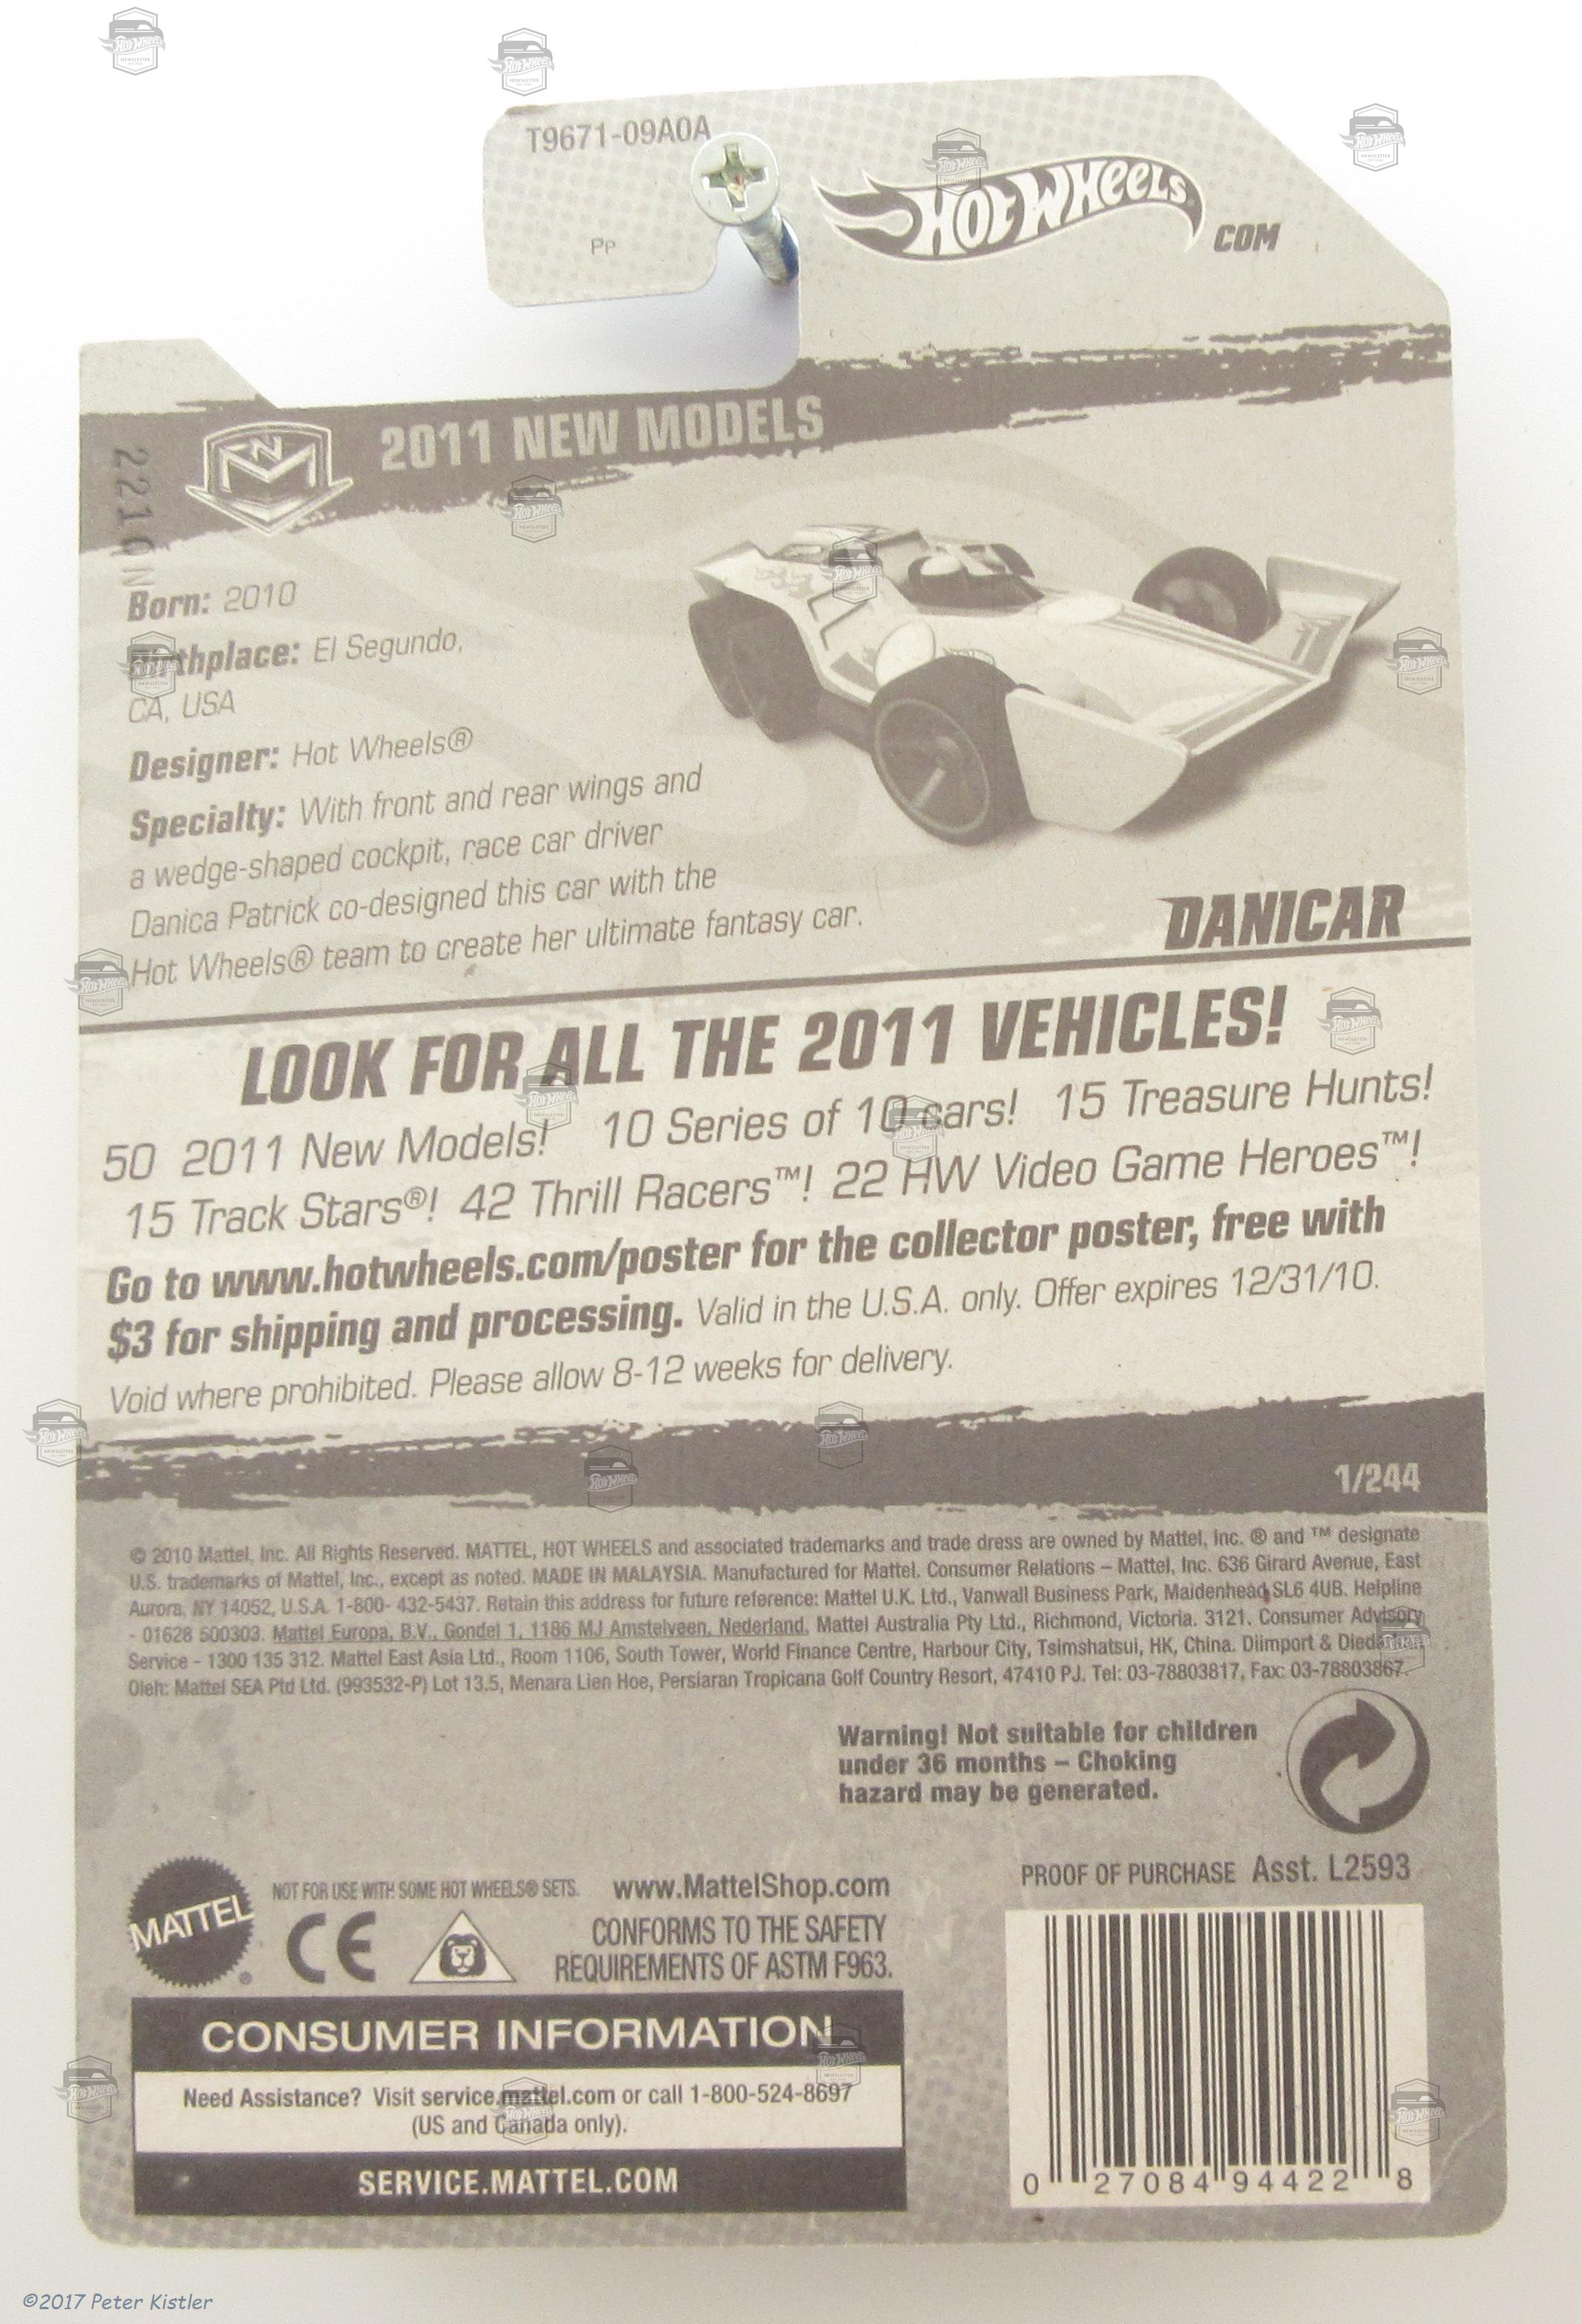 T9671-09A0A
Pp
HOT WHEELS
COM
2011 NEW MODELS
2210N
Born: 2010
Birthplace: El Segundo,
CA, USA
Designer: Hot Wheels®
Specialty: With front and rear wings and
a wedge-shaped cockpit, race car driver
Danica Patrick co-designed this car with the
Hot Wheels® team to create her ultimate fantasy car.
DANICAR
LOOK FOR ALL THE 2011 VEHICLES!
50 2011 New Models! 10 Series of 10 cars! 15 Treasure Hunts!
15 Track Stars®! 42 Thrill Racers™! 22 HW Video Game Heroes™!
Go to www.hotwheels.com/poster for the collector poster, free with
$3 for shipping and processing. Valid in the U.S.A. only. Offer expires 12/31/10.
Void where prohibited. Please allow 8-12 weeks for delivery.
1/244
© 2010 Mattel, Inc. All Rights Reserved. MATTEL, HOT WHEELS and associated trademarks and trade dress are owned by Mattel, Inc. ® and ™ designate
U.S. trademarks of Mattel, Inc., except as noted. MADE IN MALAYSIA. Manufactured for Mattel. Consumer Relations – Mattel, Inc. 636 Girard Avenue, East
Aurora, NY 14052, U.S.A. 1-800- 432-5437. Retain this address for future reference: Mattel U.K. Ltd., Vanwall Business Park, Maidenhead SL6 4UB. Helpline
- 01628 500303. Mattel Europa, B.V., Gondel 1, 1186 MJ Amstelveen, Nederland. Mattel Australia Pty Ltd., Richmond, Victoria. 3121. Consumer Advisory
Service - 1300 135 312. Mattel East Asia Ltd., Room 1106, South Tower, World Finance Centre, Harbour City, Tsimshatsui, HK, China. Diimport &
Oleh: Mattel SEA Ptd Ltd. (993532-P) Lot 13.5, Menara Lien Hoe, Persiaran Tropicana Golf Country Resort, 47410 PJ. Tel: 03-78803817, Fax: 03-78803867.
Warning! Not suitable for children
under 36 months – Choking
hazard may be generated.
MATTEL
NOT FOR USE WITH SOME HOT WHEELS® SETS.
www.MattelShop.com
CE
CONFORMS TO THE SAFETY
REQUIREMENTS OF ASTM F963.
PROOF OF PURCHASE Asst. L2593
CONSUMER INFORMATION
Need Assistance? Visit service.mattel.com or call 1-800-524-8697
(US and Canada only).
SERVICE.MATTEL.COM
0 27084 94422 8
©2017 Peter Kistler